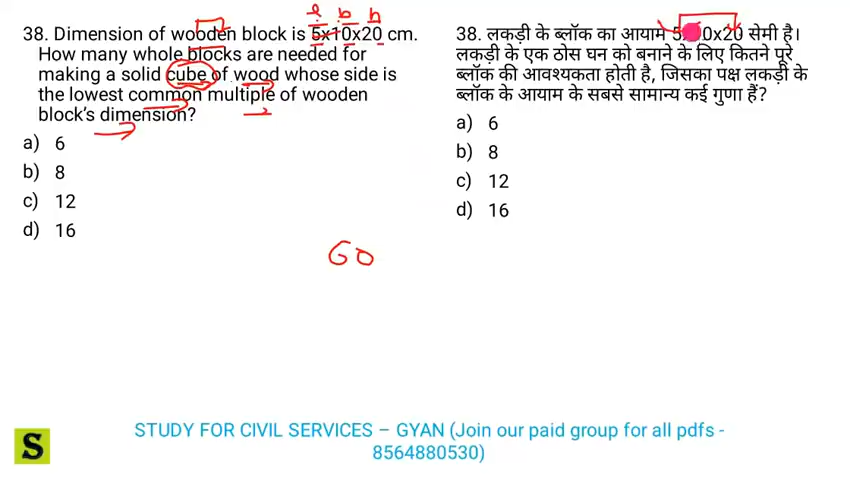 l b h
38. Dimension of wooden block is 5x10x20 cm.
How many whole blocks are needed for
making a solid cube of wood whose side is
the lowest common multiple of wooden
block's dimension?
a) 6
b) 8
c) 12
d) 16
60
38. लकड़ी के ब्लॉक का आयाम 5x10x20 सेमी है।
लकड़ी के एक ठोस घन को बनाने के लिए कितने पूरे
ब्लॉक की आवश्यकता होती है, जिसका पक्ष लकड़ी के
ब्लॉक के आयाम के सबसे सामान्य कई गुणा हैं?
a) 6
b) 8
c) 12
d) 16
S
STUDY FOR CIVIL SERVICES – GYAN (Join our paid group for all pdfs -
8564880530)